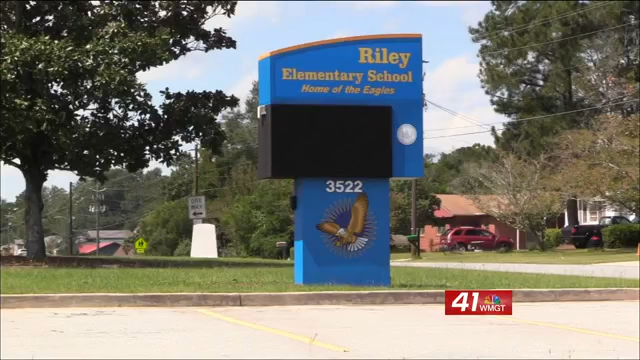 Riley
Elementary School
Home of the Eagles
3522
41 WMGT